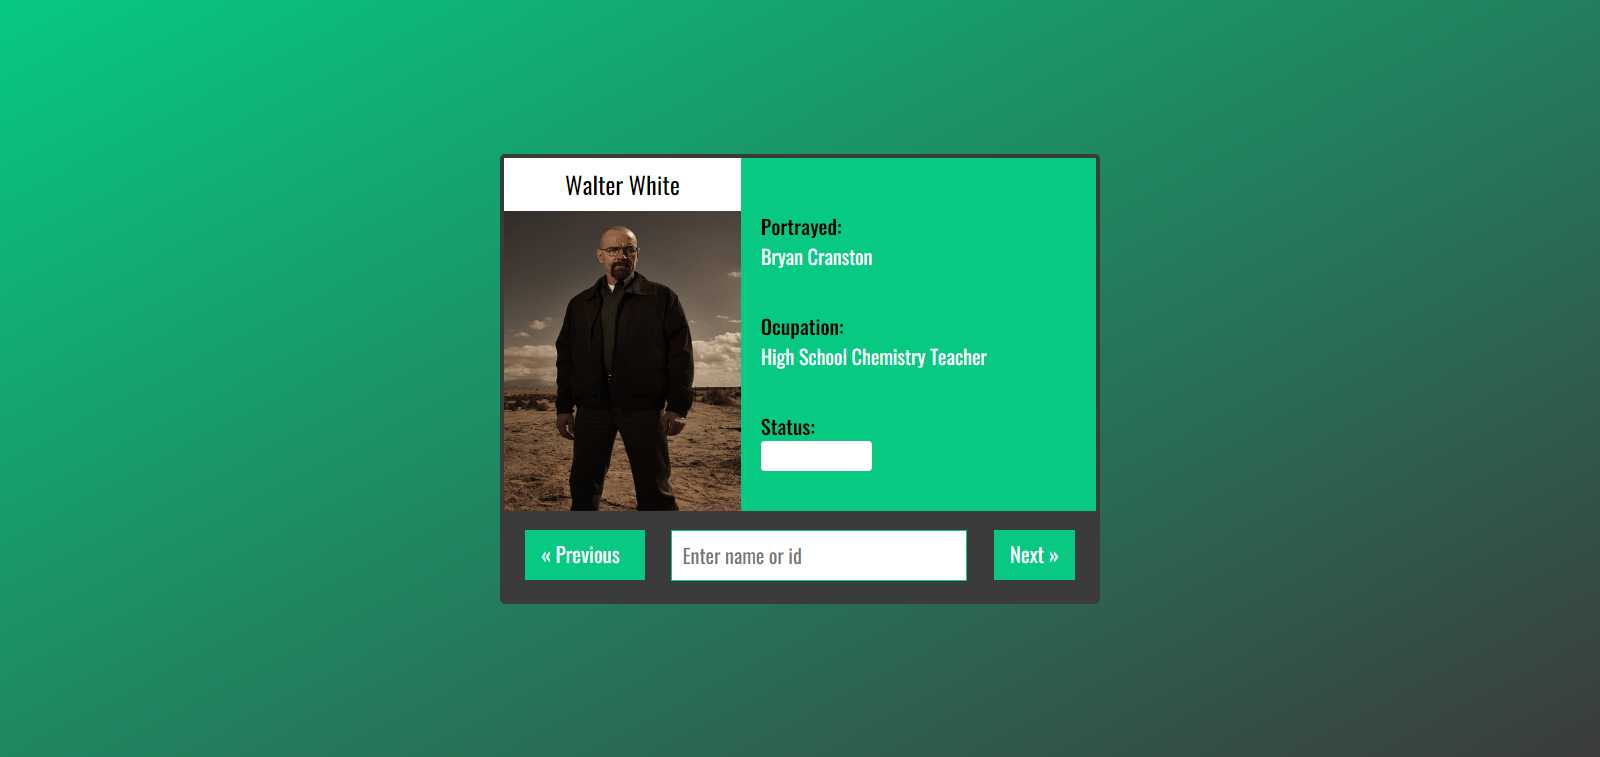 Walter White
Portrayed:
Bryan Cranston
Ocupation:
High School Chemistry Teacher
Status:
« Previous
Enter name or id
Next »